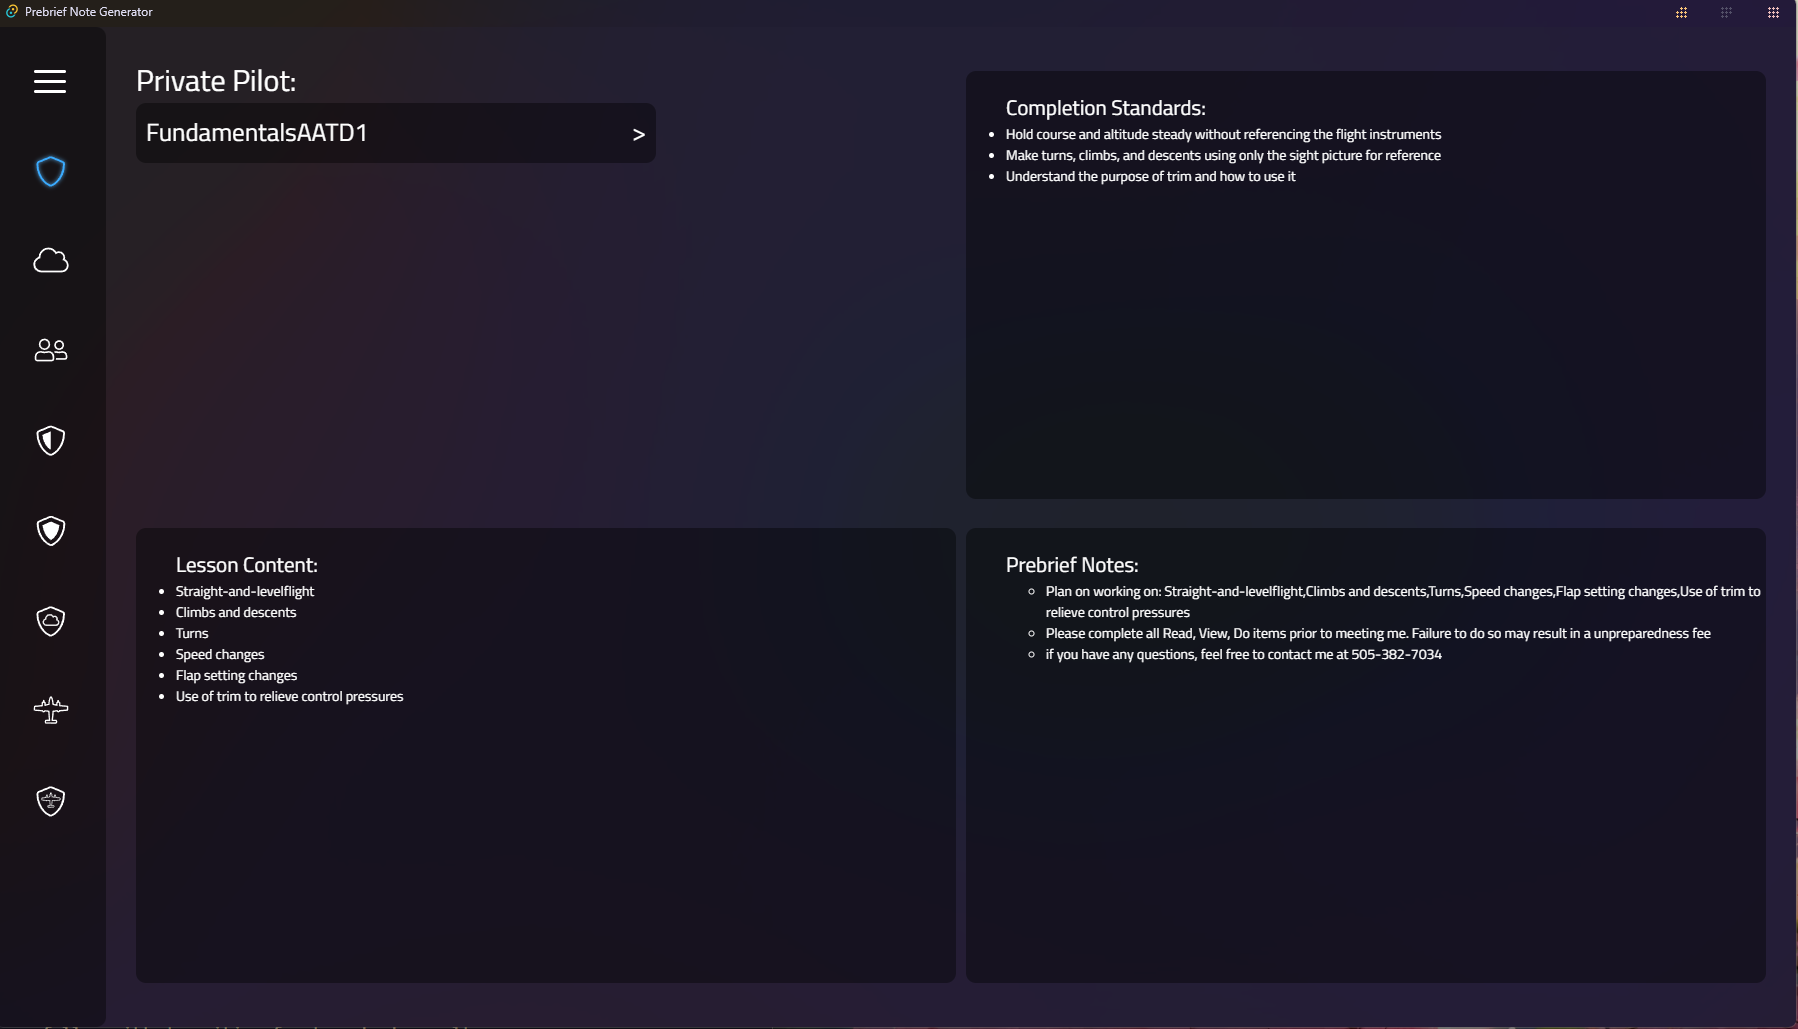 Prebrief Note Generator
Private Pilot:
FundamentalsAATD1 >
Completion Standards:
Hold course and altitude steady without referencing the flight instruments
Make turns, climbs, and descents using only the sight picture for reference
Understand the purpose of trim and how to use it
Lesson Content:
Straight-and-levelflight
Climbs and descents
Turns
Speed changes
Flap setting changes
Use of trim to relieve control pressures
Prebrief Notes:
Plan on working on: Straight-and-levelflight,Climbs and descents,Turns,Speed changes,Flap setting changes,Use of trim to
relieve control pressures
Please complete all Read, View, Do items prior to meeting me. Failure to do so may result in a unpreparedness fee
if you have any questions, feel free to contact me at 505-382-7034